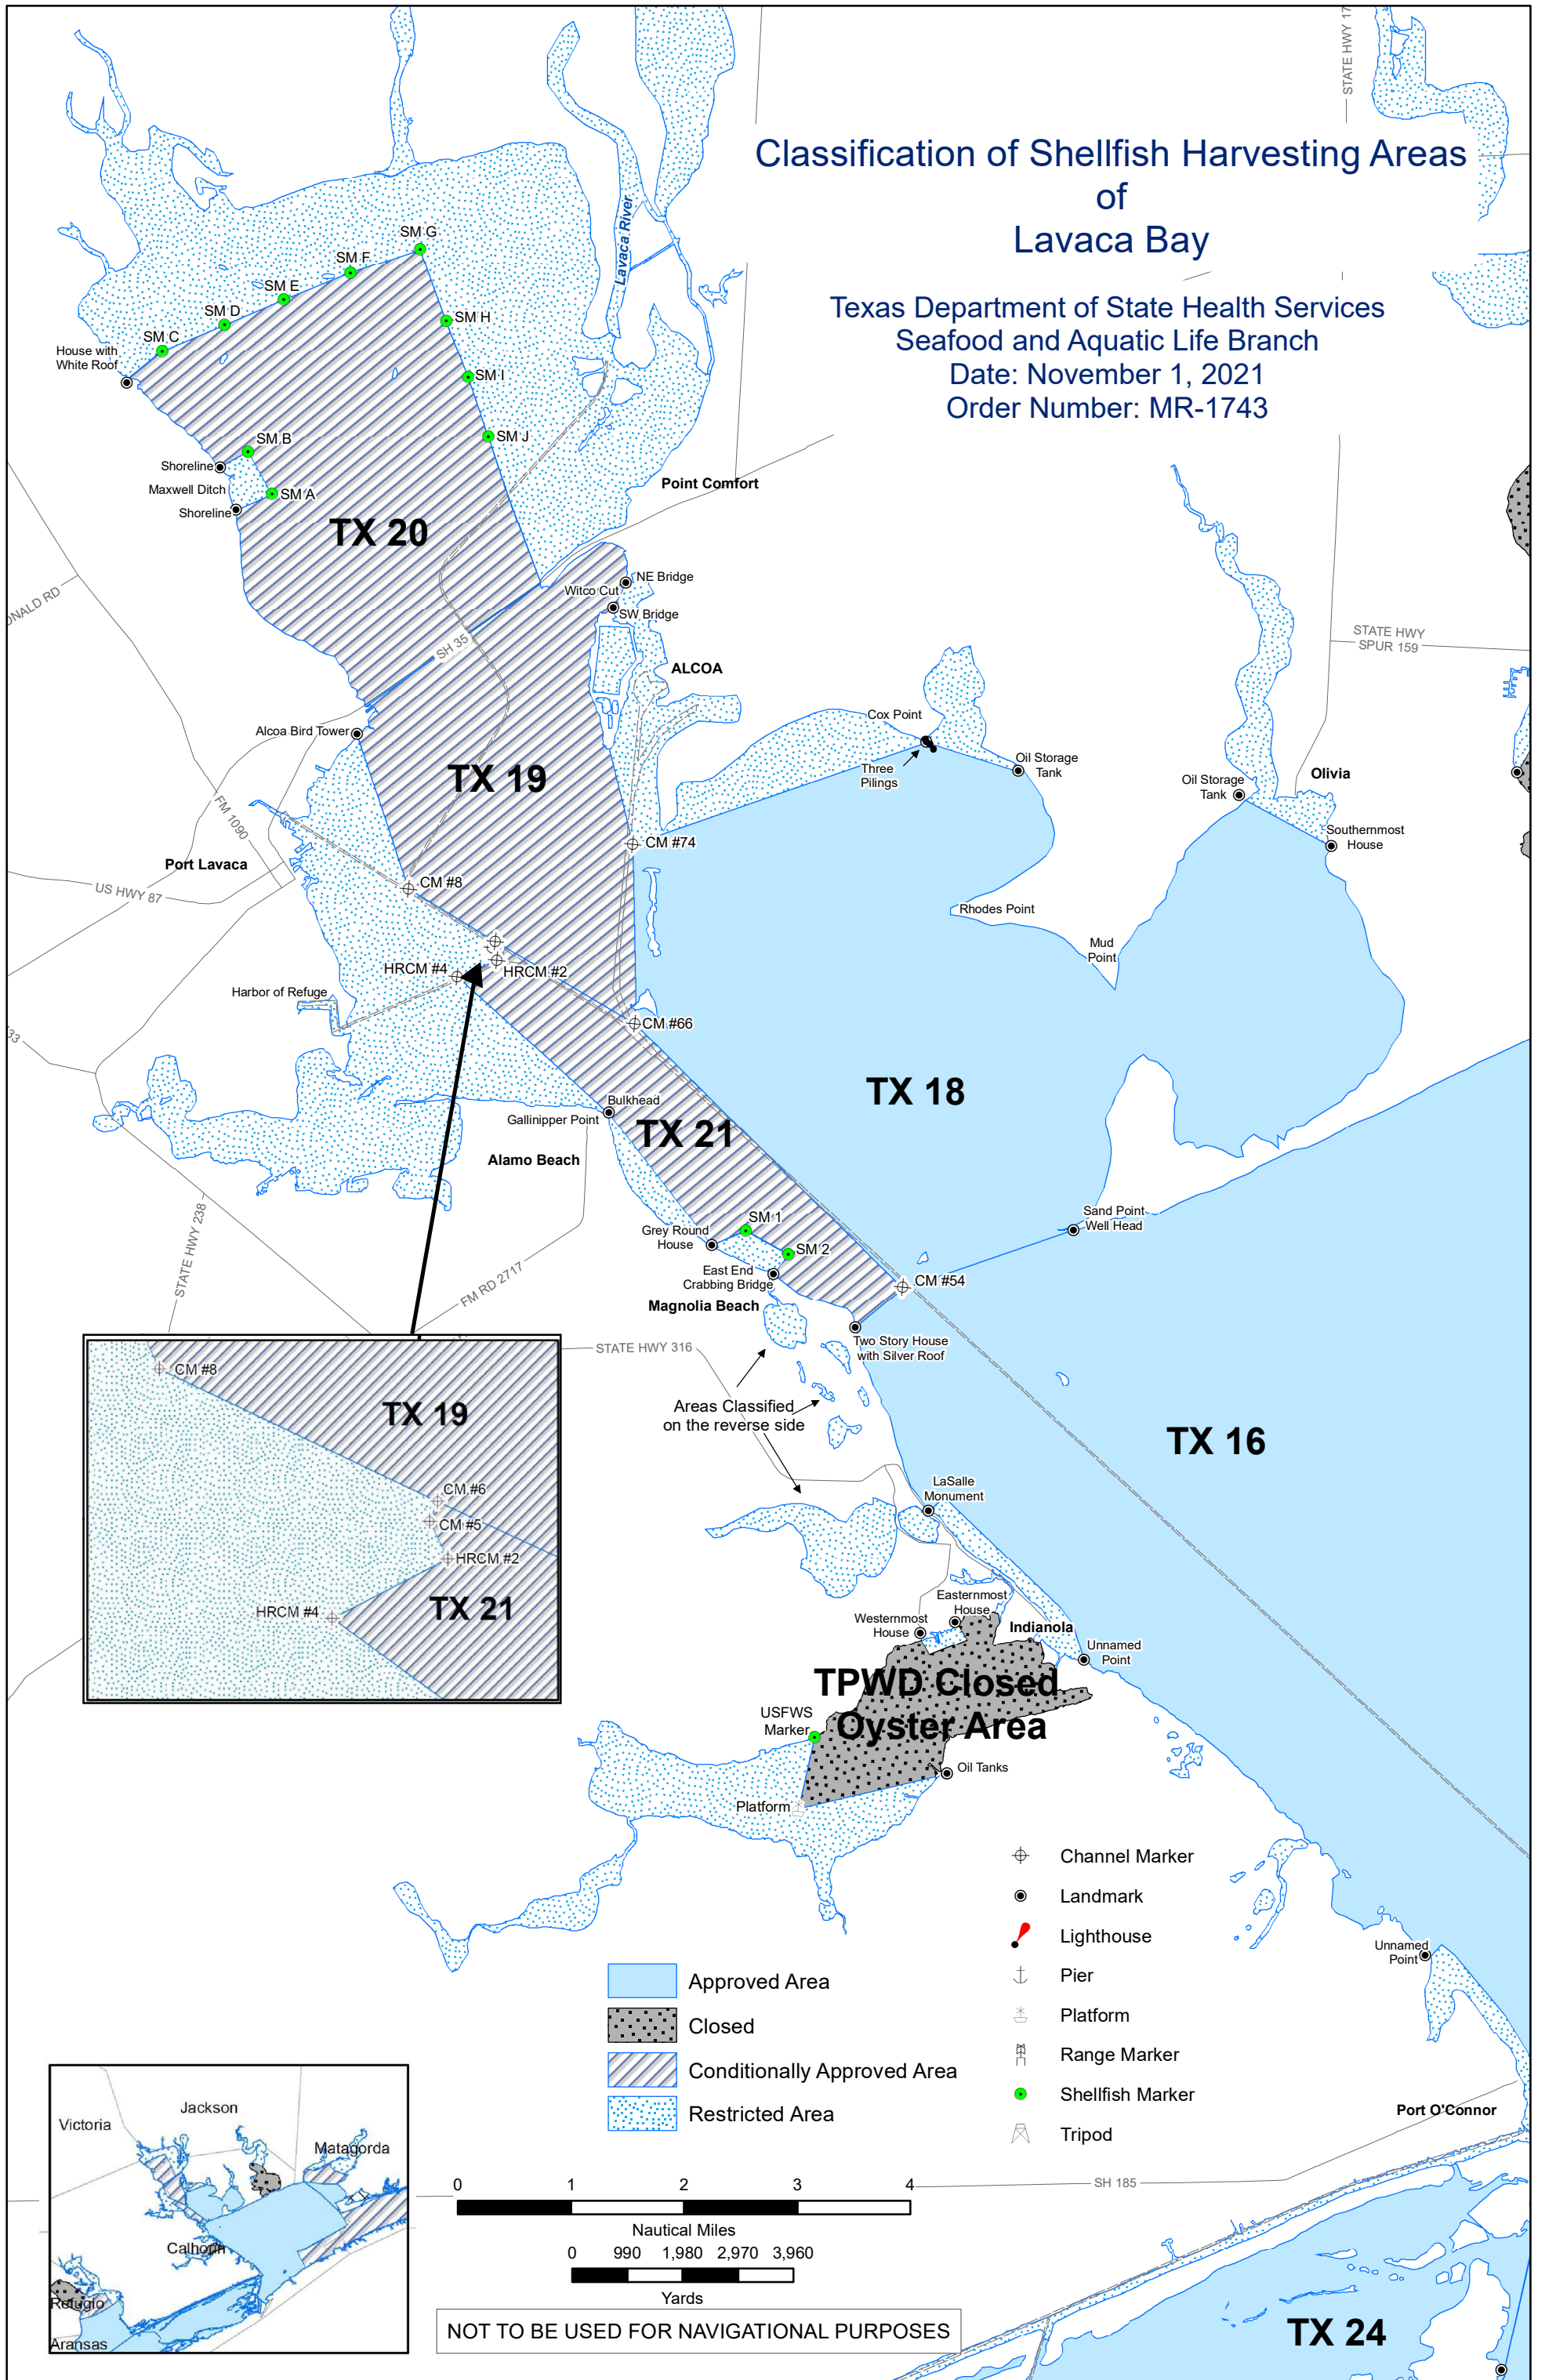 Classification of Shellfish Harvesting Areas
of
Lavaca Bay
Texas Department of State Health Services
Seafood and Aquatic Life Branch
Date: November 1, 2021
Order Number: MR-1743
STATE HWY 17
Lavaca River
SM G
SM F
SM E
SM D
SM C
SM H
SM I
SM J
House with
White Roof
SM B
Shoreline
Maxwell Ditch
SM A
Shoreline
Point Comfort
TX 20
NE Bridge
Witco Cut
SW Bridge
SH 35
ALCOA
STATE HWY
SPUR 159
Alcoa Bird Tower
TX 19
Cox Point
Three
Pilings
Oil Storage
Tank
Oil Storage
Tank
Olivia
Southernmost
House
FM 1090
Port Lavaca
US HWY 87
CM #74
CM #8
Rhodes Point
Mud
Point
HRCM #4
HRCM #2
Harbor of Refuge
CM #66
TX 18
Bulkhead
Gallinipper Point
TX 21
Alamo Beach
STATE HWY 238
FM RD 2717
Grey Round
House
SM 1
SM 2
East End
Crabbing Bridge
Magnolia Beach
Sand Point
Well Head
CM #54
Two Story House
with Silver Roof
STATE HWY 316
Areas Classified
on the reverse side
TX 16
CM #8
TX 19
CM #6
CM #5
HRCM #2
HRCM #4
TX 21
LaSalle
Monument
Easternmost
House
Westernmost
House
Indianola
Unnamed
Point
TPWD Closed
Oyster Area
USFWS
Marker
Oil Tanks
Platform
Unnamed
Point
Channel Marker
Landmark
Lighthouse
Pier
Platform
Range Marker
Shellfish Marker
Tripod
Approved Area
Closed
Conditionally Approved Area
Restricted Area
Port O'Connor
SH 185
0 1 2 3 4
Nautical Miles
0 990 1,980 2,970 3,960
Yards
NOT TO BE USED FOR NAVIGATIONAL PURPOSES
Victoria
Jackson
Matagorda
Calhoun
Refugio
Aransas
TX 24